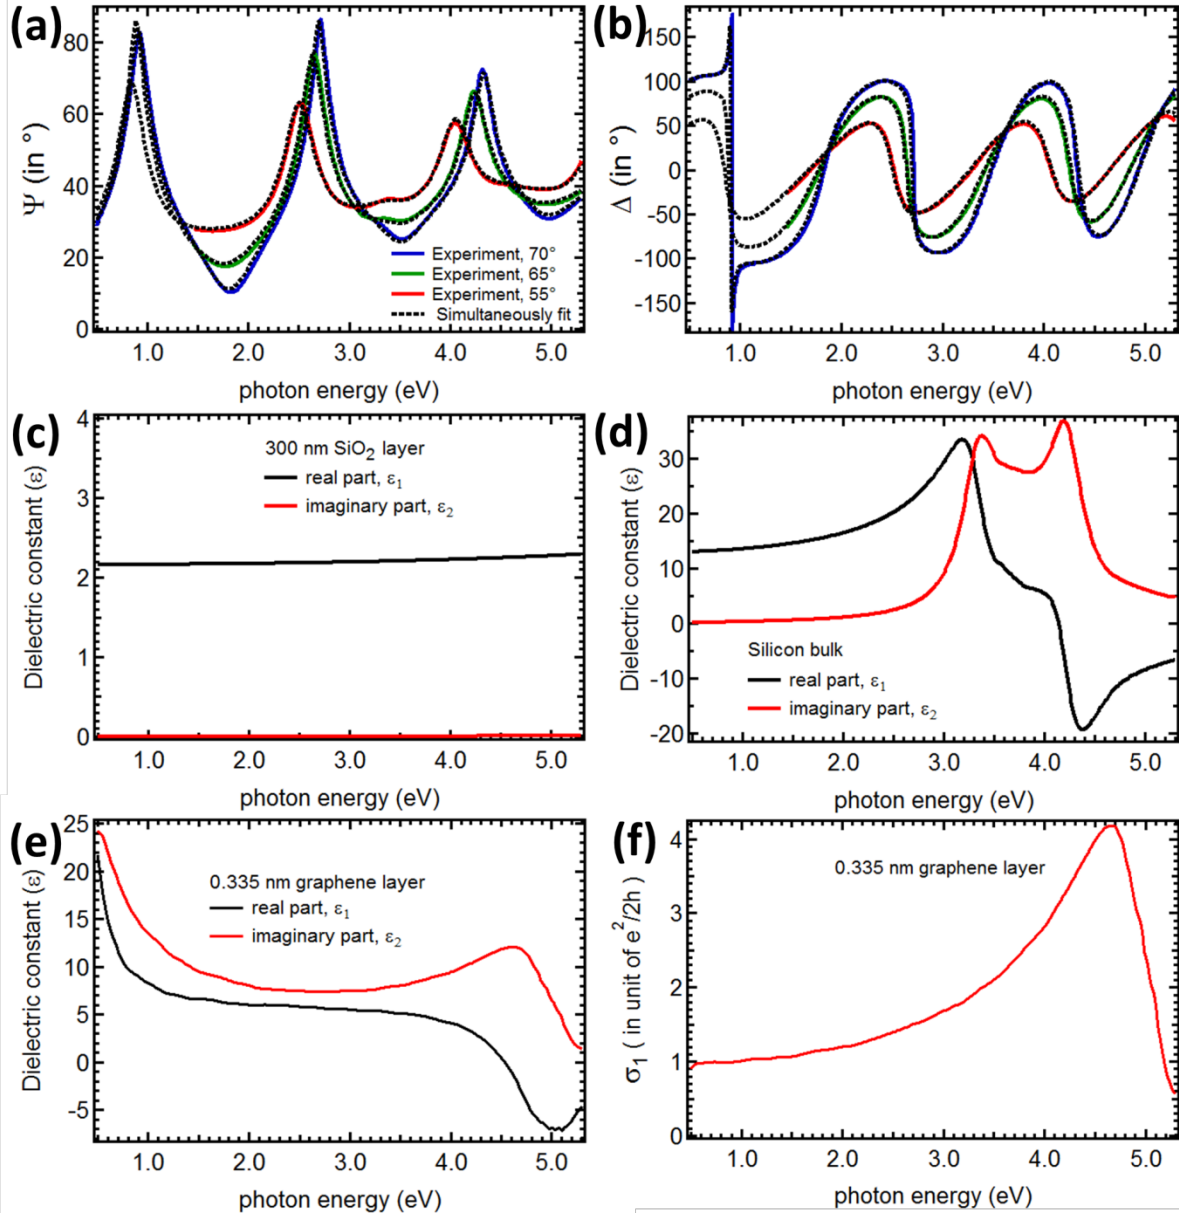 (a)
Ψ (in °)
80
60
40
20
0
Experiment, 70°
Experiment, 65°
Experiment, 55°
Simultaneously fit
1.0 2.0 3.0 4.0 5.0
photon energy (eV)
(b)
Δ (in °)
150
100
50
0
-50
-100
-150
1.0 2.0 3.0 4.0 5.0
photon energy (eV)
(c)
Dielectric constant (ε)
4
3
2
1
0
300 nm SiO₂ layer
real part, ε₁
imaginary part, ε₂
1.0 2.0 3.0 4.0 5.0
photon energy (eV)
(d)
Dielectric constant (ε)
30
20
10
0
-10
-20
Silicon bulk
real part, ε₁
imaginary part, ε₂
1.0 2.0 3.0 4.0 5.0
photon energy (eV)
(e)
Dielectric constant (ε)
25
20
15
10
5
0
-5
0.335 nm graphene layer
real part, ε₁
imaginary part, ε₂
1.0 2.0 3.0 4.0 5.0
photon energy (eV)
(f)
σ₁ ( in unit of e²/2h )
4
3
2
1
0
0.335 nm graphene layer
1.0 2.0 3.0 4.0 5.0
photon energy (eV)